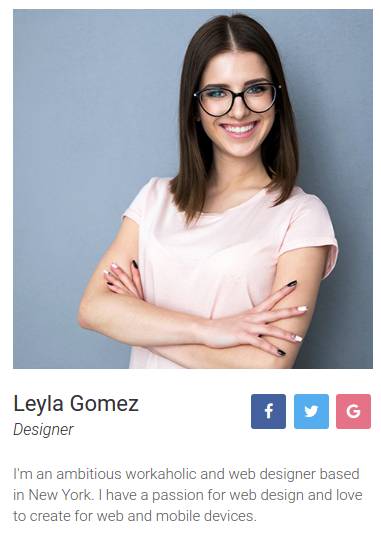 Leyla Gomez
Designer
f
G
I'm an ambitious workaholic and web designer based
in New York. I have a passion for web design and love
to create for web and mobile devices.